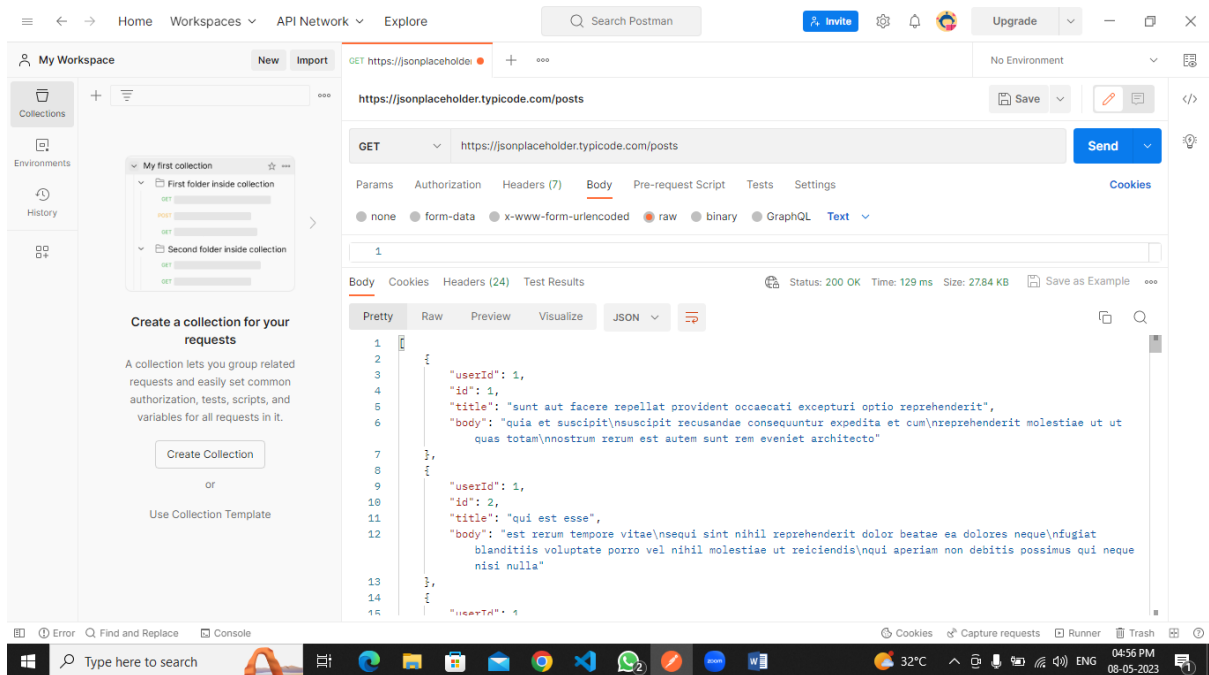 Home Workspaces API Network Explore Search Postman Invite Upgrade
My Workspace New Import GET https://jsonplaceholder No Environment
Collections
Environments
History
https://jsonplaceholder.typicode.com/posts Save
GET https://jsonplaceholder.typicode.com/posts Send
Params Authorization Headers (7) Body Pre-request Script Tests Settings Cookies
none form-data x-www-form-urlencoded raw binary GraphQL Text
1
My first collection
First folder inside collection
GET
POST
GET
Second folder inside collection
GET
GET
Create a collection for your
requests
A collection lets you group related
requests and easily set common
authorization, tests, scripts, and
variables for all requests in it.
Create Collection
or
Use Collection Template
Body Cookies Headers (24) Test Results Status: 200 OK Time: 129 ms Size: 27.84 KB Save as Example
Pretty Raw Preview Visualize JSON
1 [
2 {
3 "userId": 1,
4 "id": 1,
5 "title": "sunt aut facere repellat provident occaecati excepturi optio reprehenderit",
6 "body": "quia et suscipit\nsuscipit recusandae consequuntur expedita et cum\nreprehenderit molestiae ut ut
quas totam\nnostrum rerum est autem sunt rem eveniet architecto"
7 },
8 {
9 "userId": 1,
10 "id": 2,
11 "title": "qui est esse",
12 "body": "est rerum tempore vitae\nsequi sint nihil reprehenderit dolor beatae ea dolores neque\nfugiat
blanditiis voluptate porro vel nihil molestiae ut reiciendis\nqui aperiam non debitis possimus qui neque
nisi nulla"
13 },
14 {
15 "userId": 1
Error Find and Replace Console Cookies Capture requests Runner Trash
Type here to search 2 zoom 32°C ENG 04:56 PM
08-05-2023 1